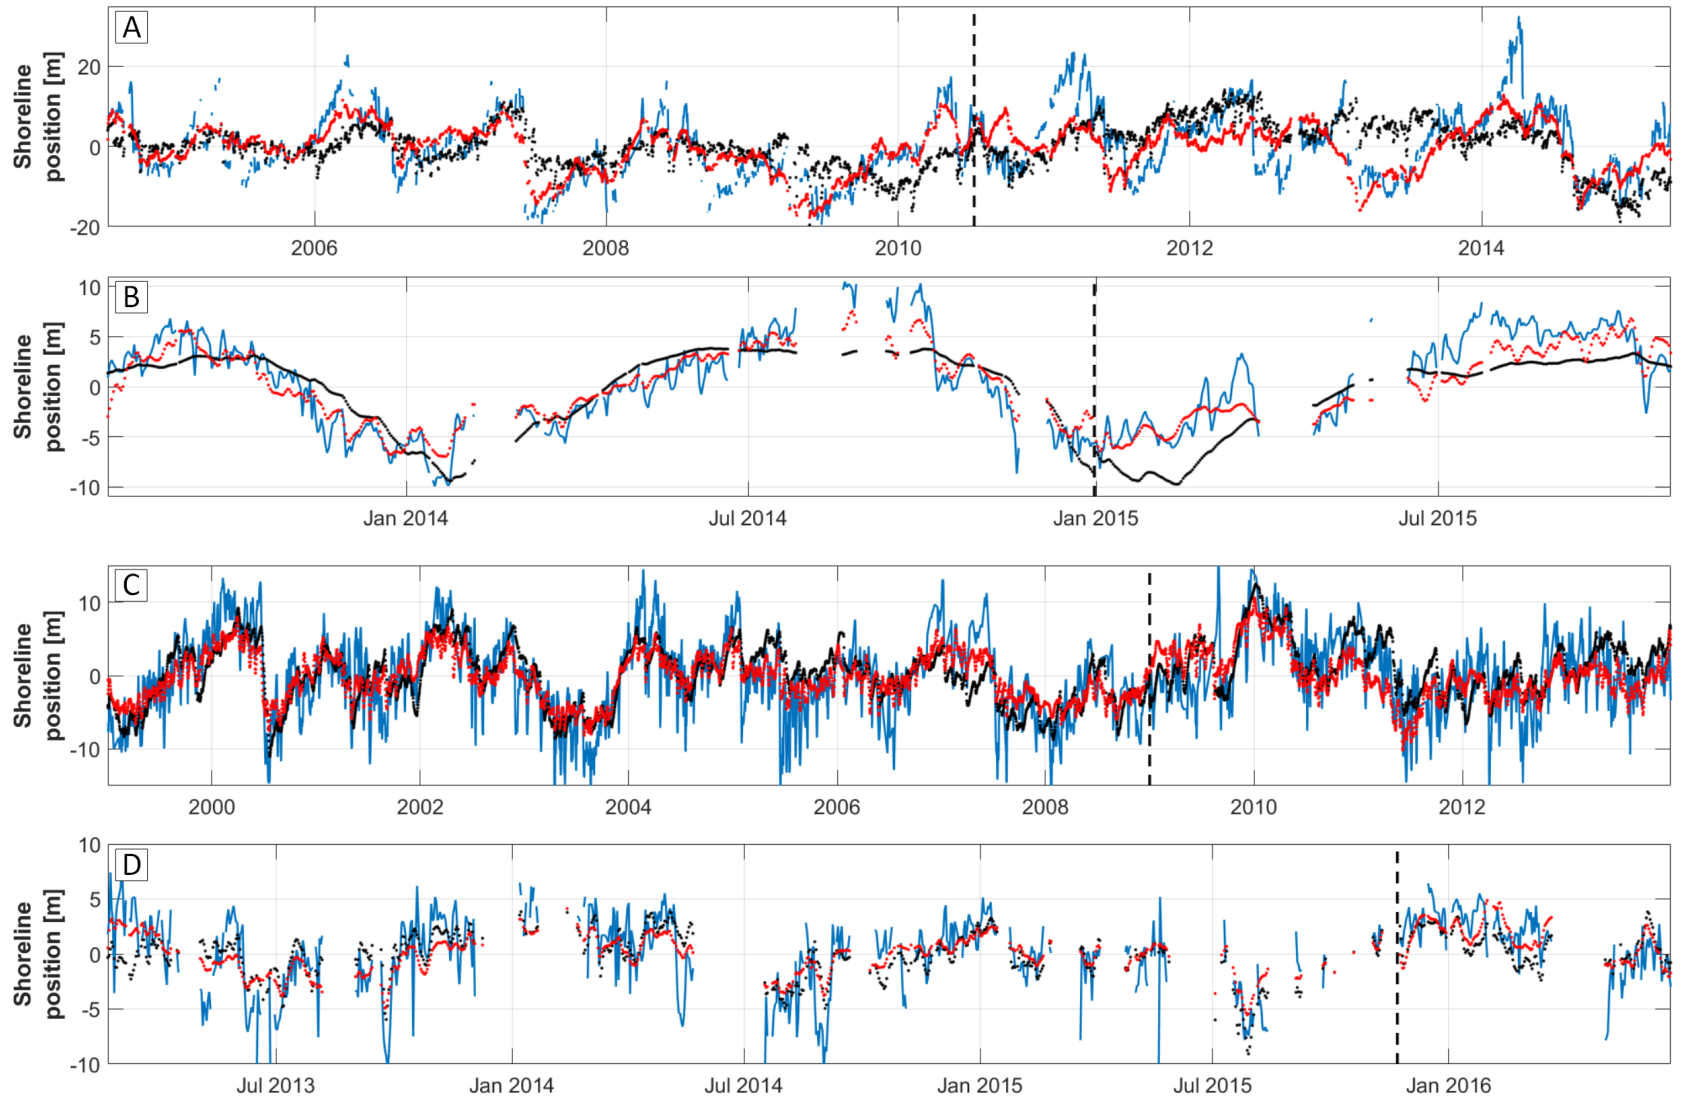 A
Shoreline
position [m]
20
0
-20
2006
2008
2010
2012
2014
B
Shoreline
position [m]
10
5
0
-5
-10
Jan 2014
Jul 2014
Jan 2015
Jul 2015
C
Shoreline
position [m]
10
0
-10
2000
2002
2004
2006
2008
2010
2012
D
Shoreline
position [m]
10
5
0
-5
-10
Jul 2013
Jan 2014
Jul 2014
Jan 2015
Jul 2015
Jan 2016